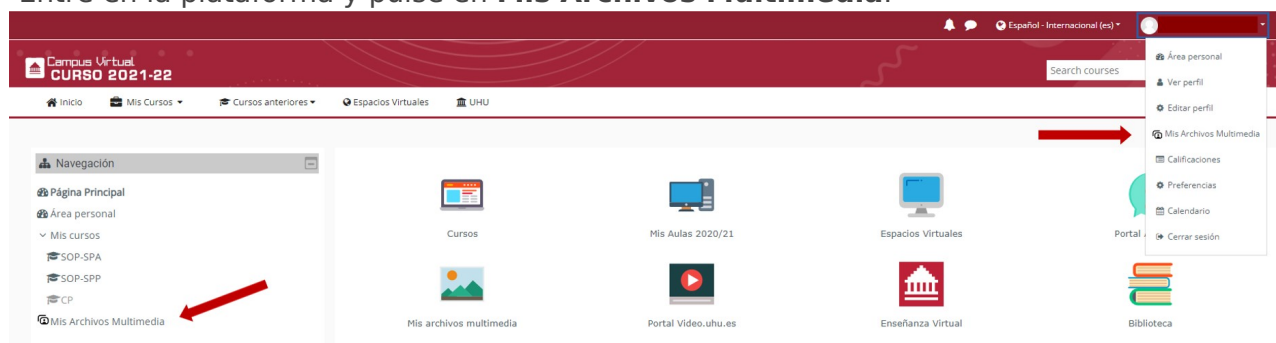 Entre en la plataforma y pulse en Mis Archivos Multimedia.
Español - Internacional (es)
Campus Virtual
CURSO 2021-22
Search courses
Inicio
Mis Cursos
Cursos anteriores
Espacios Virtuales
UHU
Área personal
Ver perfil
Editar perfil
Mis Archivos Multimedia
Calificaciones
Preferencias
Calendario
Cerrar sesión
Navegación
Página Principal
Área personal
Mis cursos
SOP-SPA
SOP-SPP
CP
Mis Archivos Multimedia
Cursos
Mis Aulas 2020/21
Espacios Virtuales
Portal
Mis archivos multimedia
Portal Video.uhu.es
Enseñanza Virtual
Biblioteca